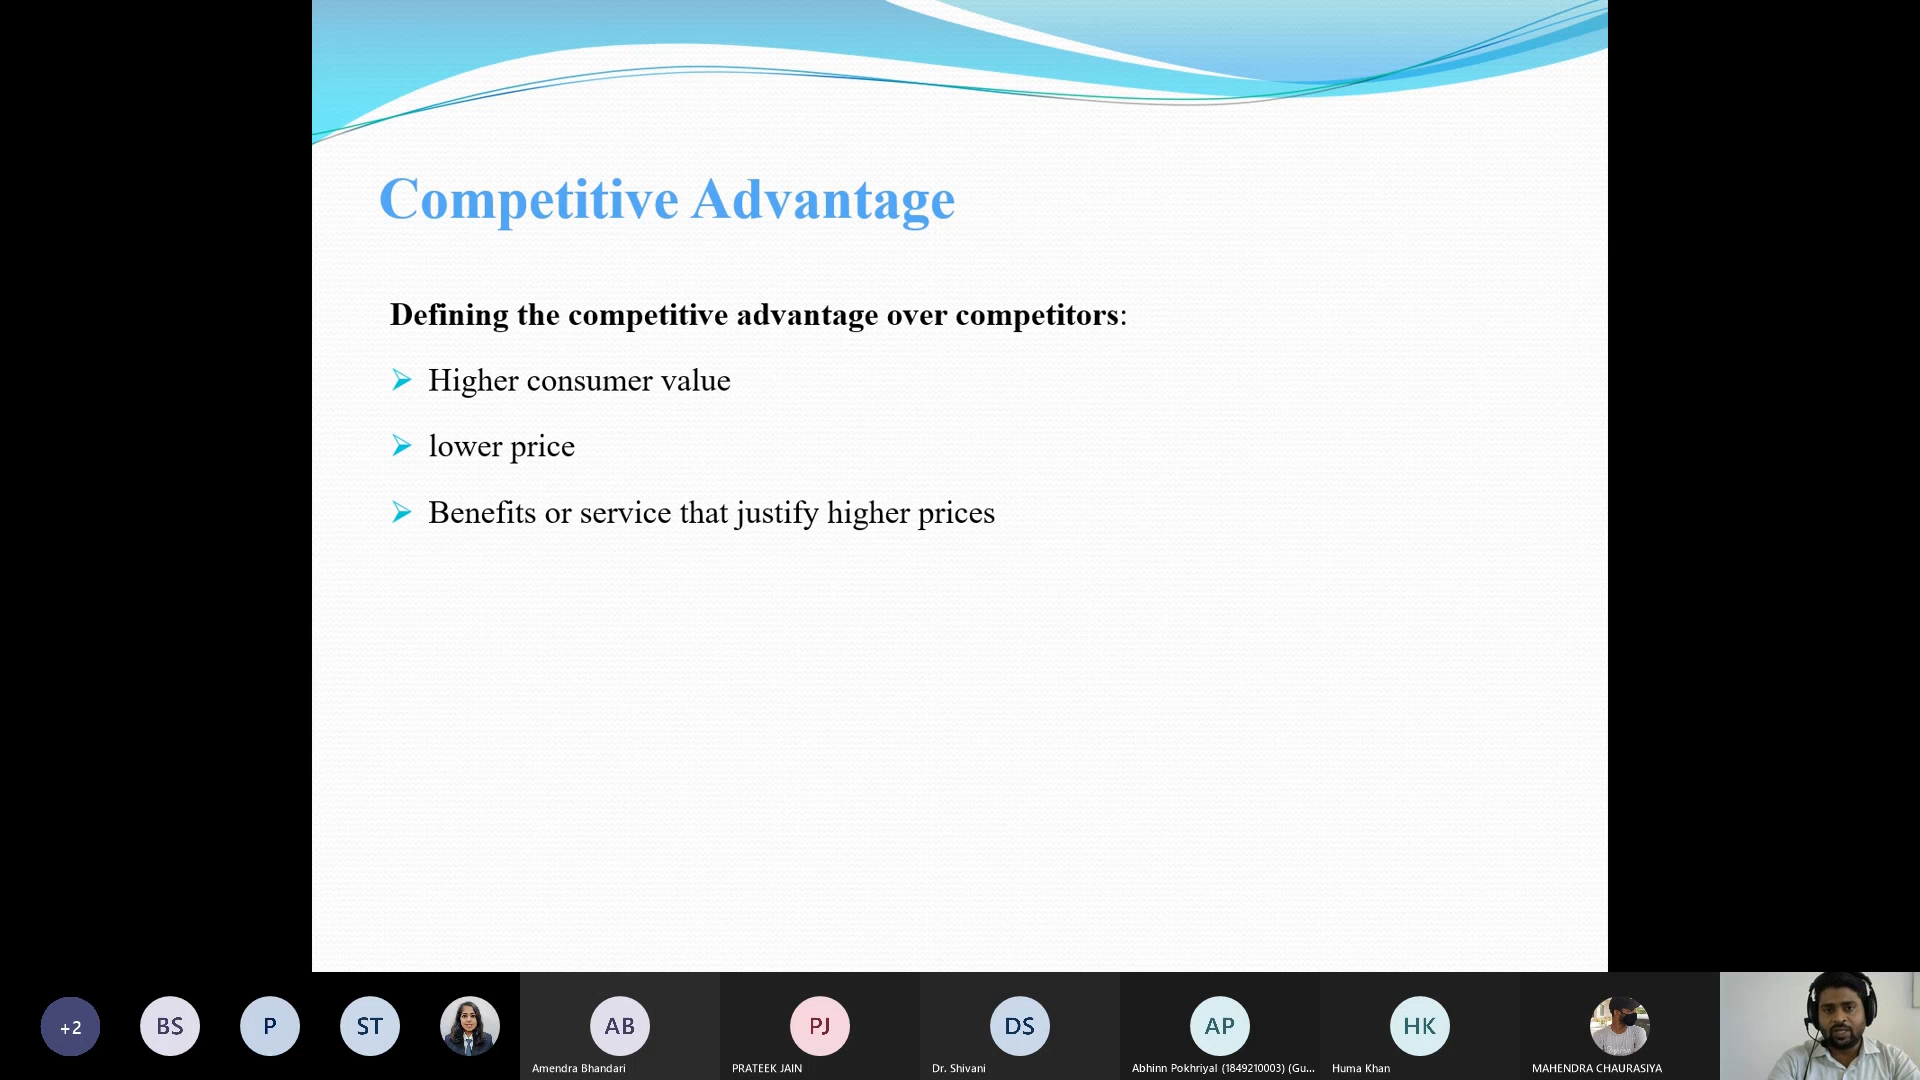 Competitive Advantage
Defining the competitive advantage over competitors:
Higher consumer value
lower price
Benefits or service that justify higher prices
+2
BS
P
ST
AB
PJ
DS
AP
HK
Amendra Bhandari
PRATEEK JAIN
Dr. Shivani
Abhinn Pokhriyal (1849210003) (Gu...
Huma Khan
MAHENDRA CHAURASIYA